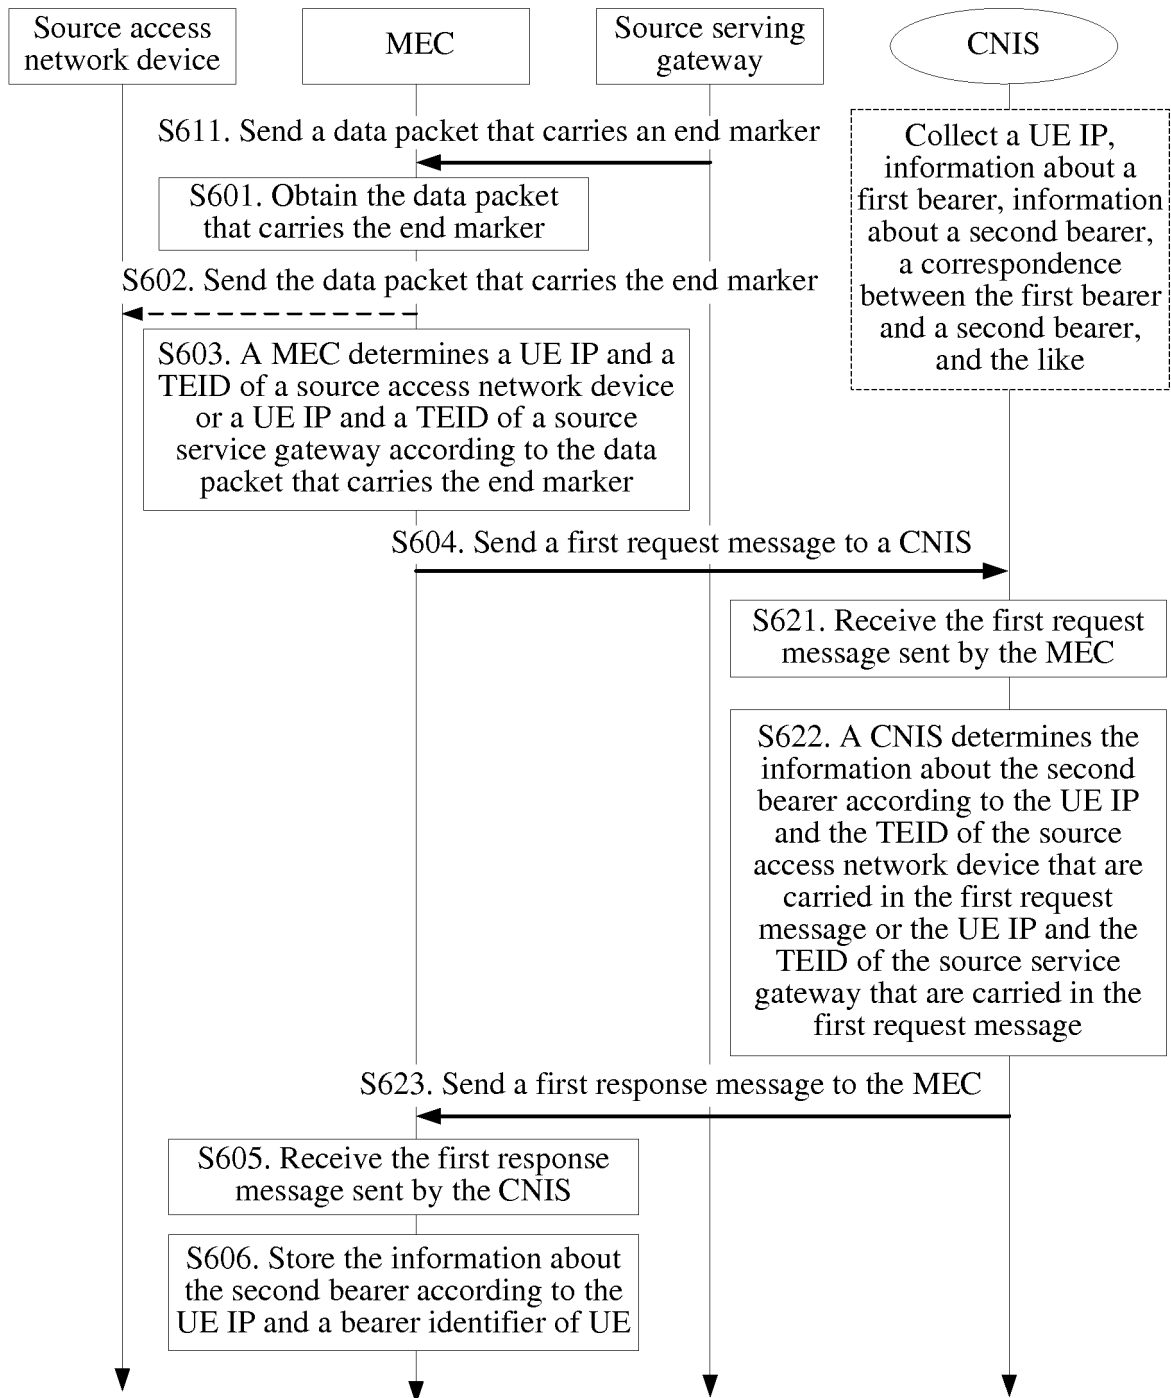 Source access
network device
MEC
Source serving
gateway
CNIS
S611. Send a data packet that carries an end marker
Collect a UE IP,
information about a
first bearer, information
about a second bearer,
a correspondence
between the first bearer
and a second bearer,
and the like
S601. Obtain the data packet
that carries the end marker
S602. Send the data packet that carries the end marker
S603. A MEC determines a UE IP and a
TEID of a source access network device
or a UE IP and a TEID of a source
service gateway according to the data
packet that carries the end marker
S604. Send a first request message to a CNIS
S621. Receive the first request
message sent by the MEC
S622. A CNIS determines the
information about the second
bearer according to the UE IP
and the TEID of the source
access network device that are
carried in the first request
message or the UE IP and the
TEID of the source service
gateway that are carried in the
first request message
S623. Send a first response message to the MEC
S605. Receive the first response
message sent by the CNIS
S606. Store the information about
the second bearer according to the
UE IP and a bearer identifier of UE